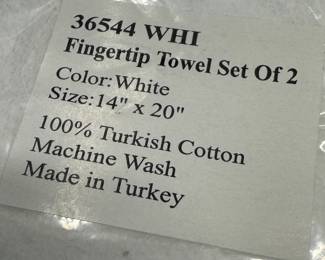 36544 WHI
Fingertip Towel Set Of 2
Color:White
Size:14" x 20"
100% Turkish Cotton
Machine Wash
Made in Turkey